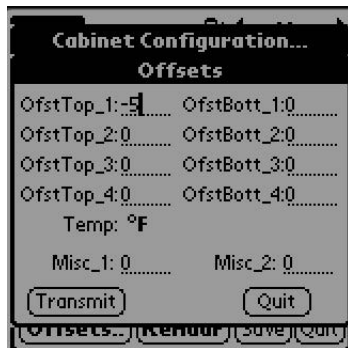 Cabinet Configuration...
Offsets
OfstTop_1:-5 OfstBott_1:0
OfstTop_2:0 OfstBott_2:0
OfstTop_3:0 OfstBott_3:0
OfstTop_4:0 OfstBott_4:0
Temp: °F
Misc_1: 0 Misc_2: 0
Transmit Quit
Offsets.. RemHour Save Quit